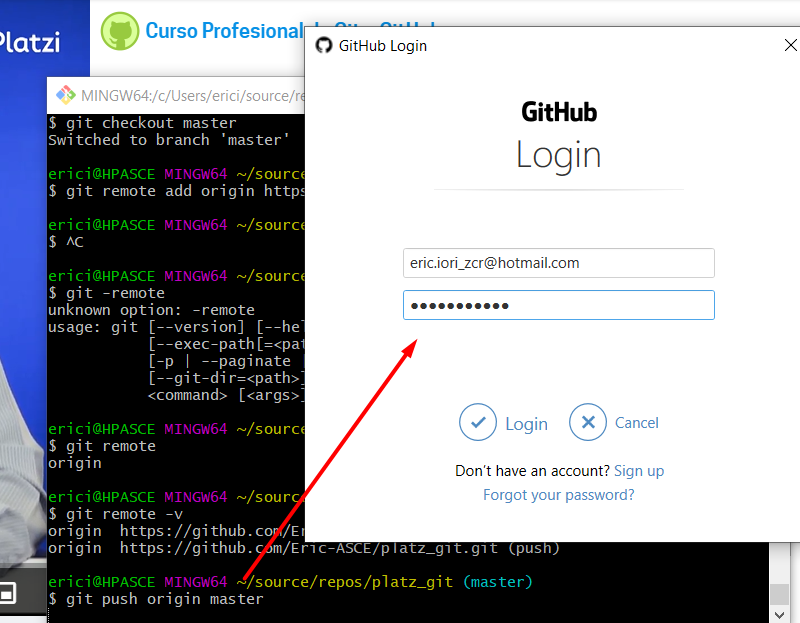 Platzi
Curso Profesional de Git y GitHub
GitHub Login
MINGW64:/c/Users/erici/source/re
$ git checkout master
Switched to branch 'master'
erici@HPASCE MINGW64 ~/source
$ git remote add origin https
erici@HPASCE MINGW64 ~/source
$ ^C
erici@HPASCE MINGW64 ~/source
$ git -remote
unknown option: -remote
usage: git [--version] [--hel
[--exec-path[=<pat
[-p | --paginate |
[--git-dir=<path>]
<command> [<args>]
erici@HPASCE MINGW64 ~/source
$ git remote
origin
erici@HPASCE MINGW64 ~/source
$ git remote -v
origin https://github.com/Er
origin https://github.com/Eric-ASCE/platz_git.git (push)
erici@HPASCE MINGW64 ~/source/repos/platz_git (master)
$ git push origin master
GitHub
Login
eric.iori_zcr@hotmail.com
●●●●●●●●●●●
Login
Cancel
Don't have an account? Sign up
Forgot your password?